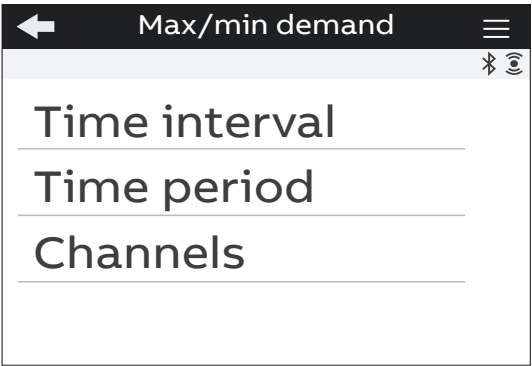 Max/min demand
Time interval
Time period
Channels